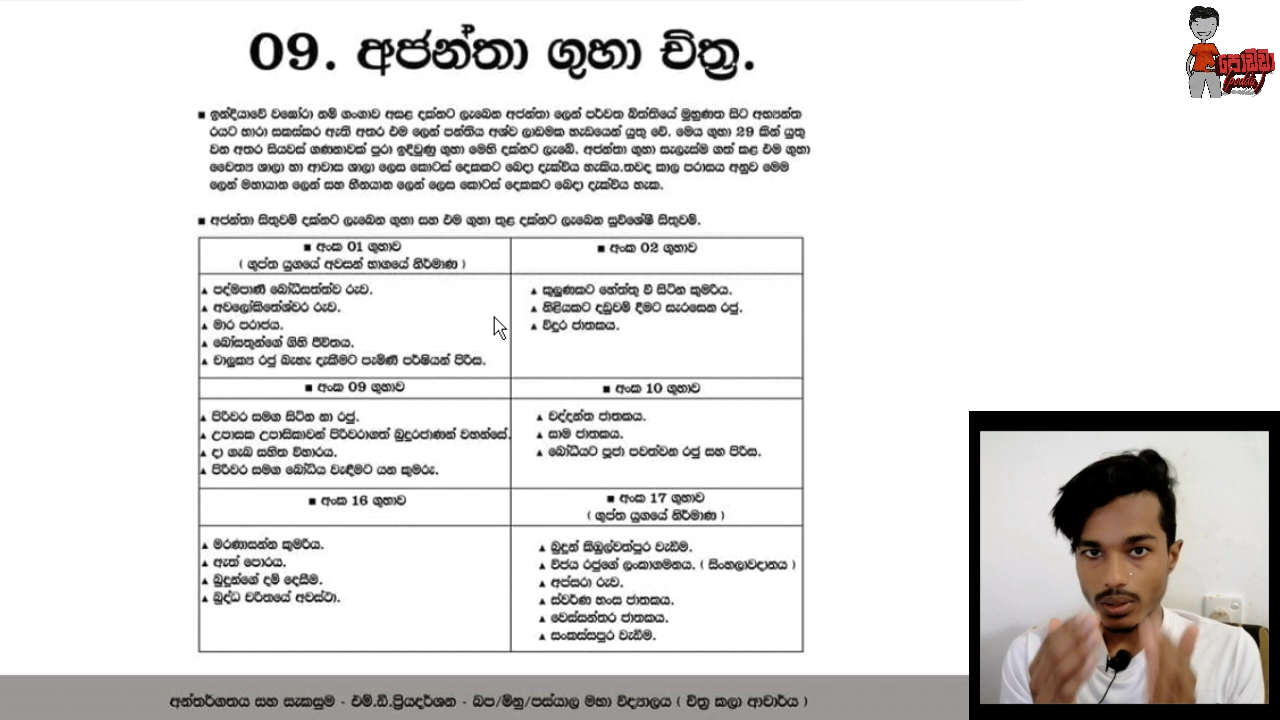 09. අජන්තා ගුහා චිත්‍ර.
පොඩ්ඩා
■ ඉන්දියාවේ වඝෝරා නම් ගංගාව අසළ දක්නට ලැබෙන අජන්තා ලෙන් පර්වත බිත්තියේ මුහුණත සිට අභ්‍යන්ත
රයට හාරා සකස්කර ඇති අතර එම ලෙන් පන්තිය අශ්ව ලාඩමක හැඩයෙන් යුතු වේ. මෙය ගුහා 29 කින් යුතු
වන අතර සියවස් ගණනාවක් පුරා ඉදිවුණු ගුහා මෙහි දක්නට ලැබේ. අජන්තා ගුහා සැලැස්ම ගත් කළ එම ගුහා
චෛත්‍ය ශාලා හා ආවාස ශාලා ලෙස කොටස් දෙකකට බෙදා දැක්විය හැකිය.තවද කාල පරාසය අනුව මෙම
ලෙන් මහායාන ලෙන් සහ හීනයාන ලෙන් ලෙස කොටස් දෙකකට බෙදා දැක්විය හැක.
■ අජන්තා සිතුවම් දක්නට ලැබෙන ගුහා සහ එම ගුහා තුළ දක්නට ලැබෙන සුවිශේෂී සිතුවම්.
■ අංක 01 ගුහාව
( ගුප්ත යුගයේ අවසන් භාගයේ නිර්මාණ )
▲ පද්මපාණී බෝධිසත්ත්ව රුව.
▲ අවලෝකිතේශ්වර රුව.
▲ මාර පරාජය.
▲ බෝසතුන්ගේ ගිහි ජීවිතය.
▲ චාලුක්‍ය රජු බැහැ දැකීමට පැමිණි පර්ෂියන් පිරිස.
■ අංක 02 ගුහාව
▲ කුලුණකට හේත්තු වී සිටින කුමරිය.
▲ නිළියකට දඬුවම් දීමට සැරසෙන රජු.
▲ විදුර ජාතකය.
■ අංක 09 ගුහාව
▲ පිරිවර සමග සිටින නා රජු.
▲ උපාසක උපාසිකාවන් පිරිවරාගත් බුදුරජාණන් වහන්සේ.
▲ දා ගැබ සහිත විහාරය.
▲ පිරිවර සමග බෝධිය වැඳීමට යන කුමරු.
■ අංක 10 ගුහාව
▲ චද්දන්ත ජාතකය.
▲ සාම ජාතකය.
▲ බෝධියට පූජා පවත්වන රජු සහ පිරිස.
■ අංක 16 ගුහාව
▲ මරණාසන්න කුමරිය.
▲ ඇත් පොරය.
▲ බුදුන්ගේ දම් දෙසීම.
▲ බුද්ධ චරිතයේ අවස්ථා.
■ අංක 17 ගුහාව
( ගුප්ත යුගයේ නිර්මාණ )
▲ බුදුන් කිඹුල්වත්පුර වැඩීම.
▲ විජය රජුගේ ලංකාගමනය. ( සිංහලාවදානය )
▲ අප්සරා රුව.
▲ ස්වර්ණ හංස ජාතකය.
▲ වෙස්සන්තර ජාතකය.
▲ සංකස්සපුර වැඩීම.
අන්තර්ගතය සහ සැකසුම - එම්.ඩී.ප්‍රියදර්ශන - බප/මිනු/පස්යාල මහා විද්‍යාලය ( චිත්‍ර කලා ආචාර්ය )